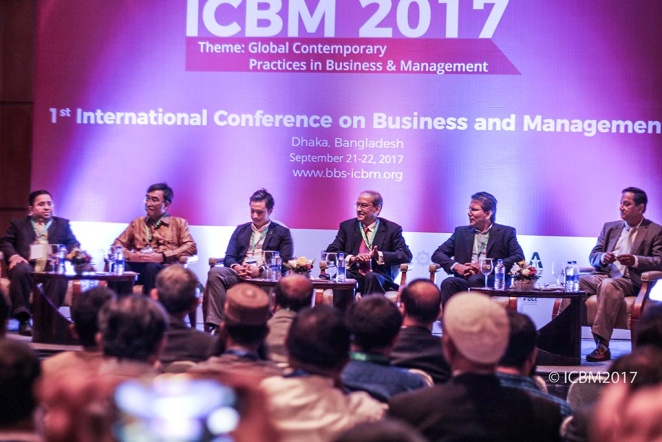 ICBM 2017
Theme: Global Contemporary
Practices in Business & Management
1st International Conference on Business and Managemen
Dhaka, Bangladesh
September 21-22, 2017
www.bbs-icbm.org
© ICBM2017